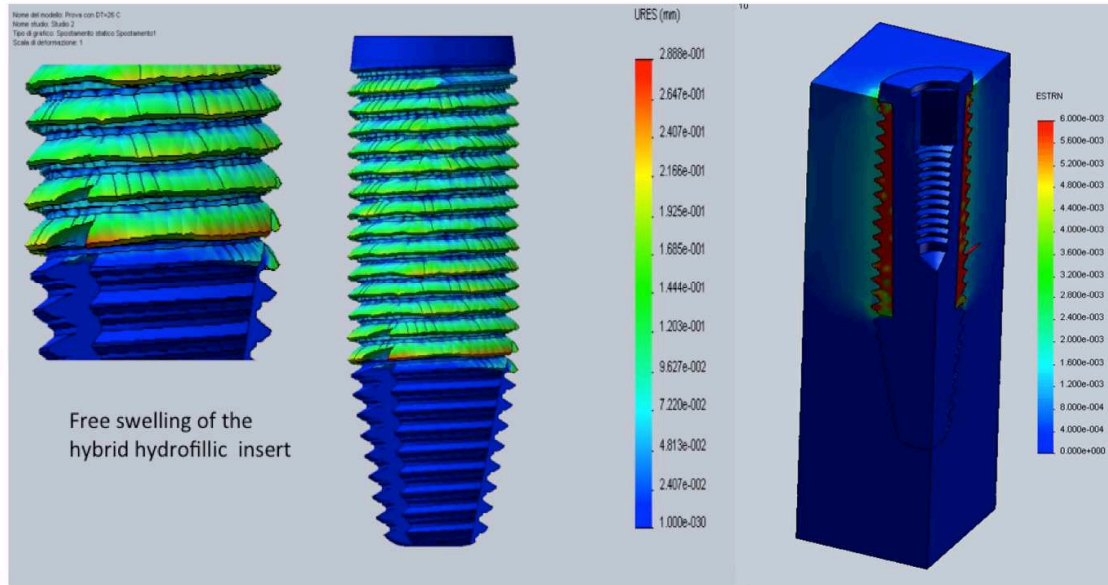 Nome del modello: Prova con DT=26 C
Nome studio: Studio 2
Tipo di grafico: Spostamento statico Spostamento1
Scala di deformazione: 1
URES (mm)
2.888e-001
2.647e-001
2.407e-001
2.166e-001
1.925e-001
1.685e-001
1.444e-001
1.203e-001
9.627e-002
7.220e-002
4.813e-002
2.407e-002
1.000e-030
Free swelling of the
hybrid hydrofillic insert
10
ESTRN
6.000e-003
5.600e-003
5.200e-003
4.800e-003
4.400e-003
4.000e-003
3.600e-003
3.200e-003
2.800e-003
2.400e-003
2.000e-003
1.600e-003
1.200e-003
8.000e-004
4.000e-004
0.000e+000